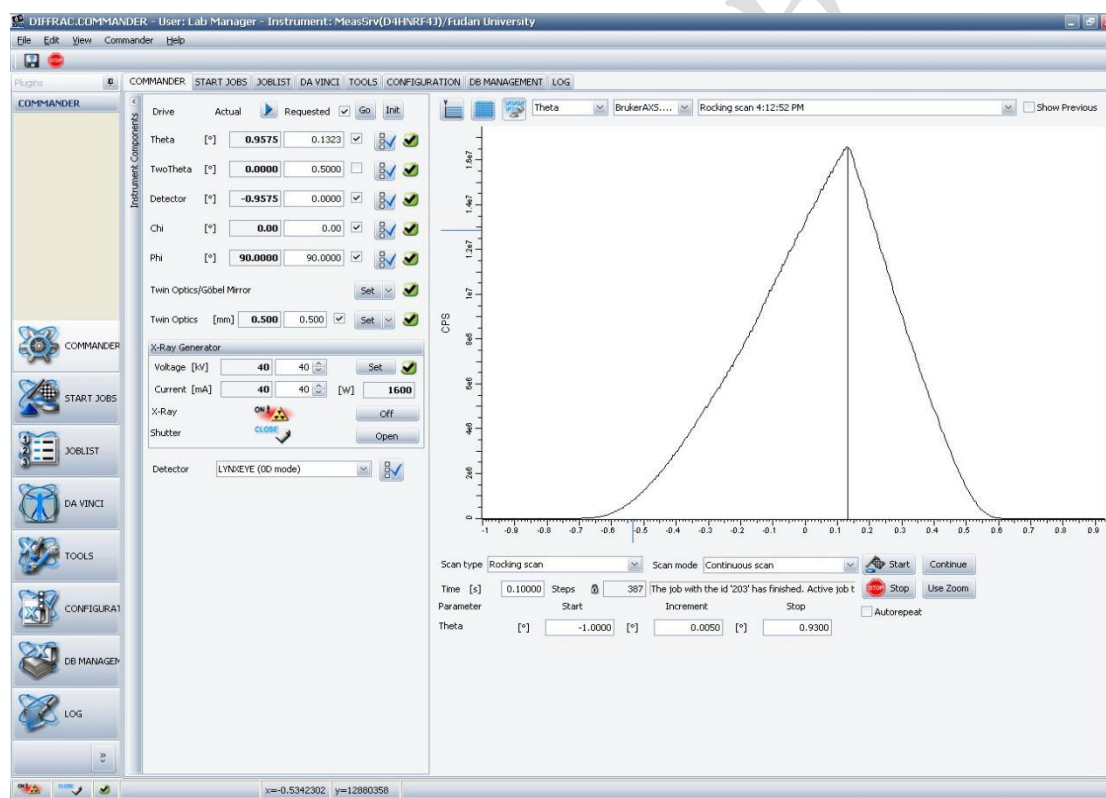 DIFFRAC.COMMANDER - User: Lab Manager - Instrument: MeasSrv(D4HNRF4J)/Fudan University
File Edit View Commander Help
Plugins
COMMANDER START JOBS JOBLIST DA VINCI TOOLS CONFIGURATION DB MANAGEMENT LOG
COMMANDER
Instrument Components
Drive Actual Requested Go Init
Theta [°] 0.9575 0.1323
TwoTheta [°] 0.0000 0.5000
Detector [°] -0.9575 0.0000
Chi [°] 0.00 0.00
Phi [°] 90.0000 90.0000
Twin Optics/Göbel Mirror Set
Twin Optics [mm] 0.500 0.500 Set
X-Ray Generator
Voltage [kV] 40 40 Set
Current [mA] 40 40 [W] 1600
X-Ray ON ! Off
Shutter CLOSE Open
Detector LYNXEYE (0D mode)
COMMANDER
START JOBS
JOBLIST
DA VINCI
TOOLS
CONFIGURAT
DB MANAGEM
LOG
Theta BrukerAXS.... Rocking scan 4:12:52 PM Show Previous
1.6e7
1.4e7
1.2e7
1e7
8e6
6e6
4e6
2e6
0
CPS
-1 -0.9 -0.8 -0.7 -0.6 -0.5 -0.4 -0.3 -0.2 -0.1 0 0.1 0.2 0.3 0.4 0.5 0.6 0.7 0.8 0.9
Scan type Rocking scan Scan mode Continuous scan Start Continue
Time [s] 0.10000 Steps 387 The job with the id '203' has finished. Active job t STOP Stop Use Zoom
Parameter Start Increment Stop Autorepeat
Theta [°] -1.0000 [°] 0.0050 [°] 0.9300
ON ! CLOSE x=-0.5342302 y=12880358